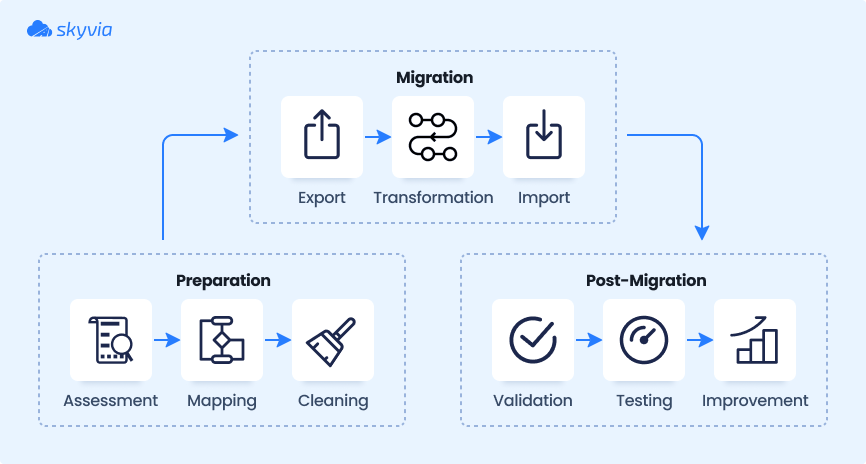 skyvia
Migration
Export
Transformation
Import
Preparation
Assessment
Mapping
Cleaning
Post-Migration
Validation
Testing
Improvement